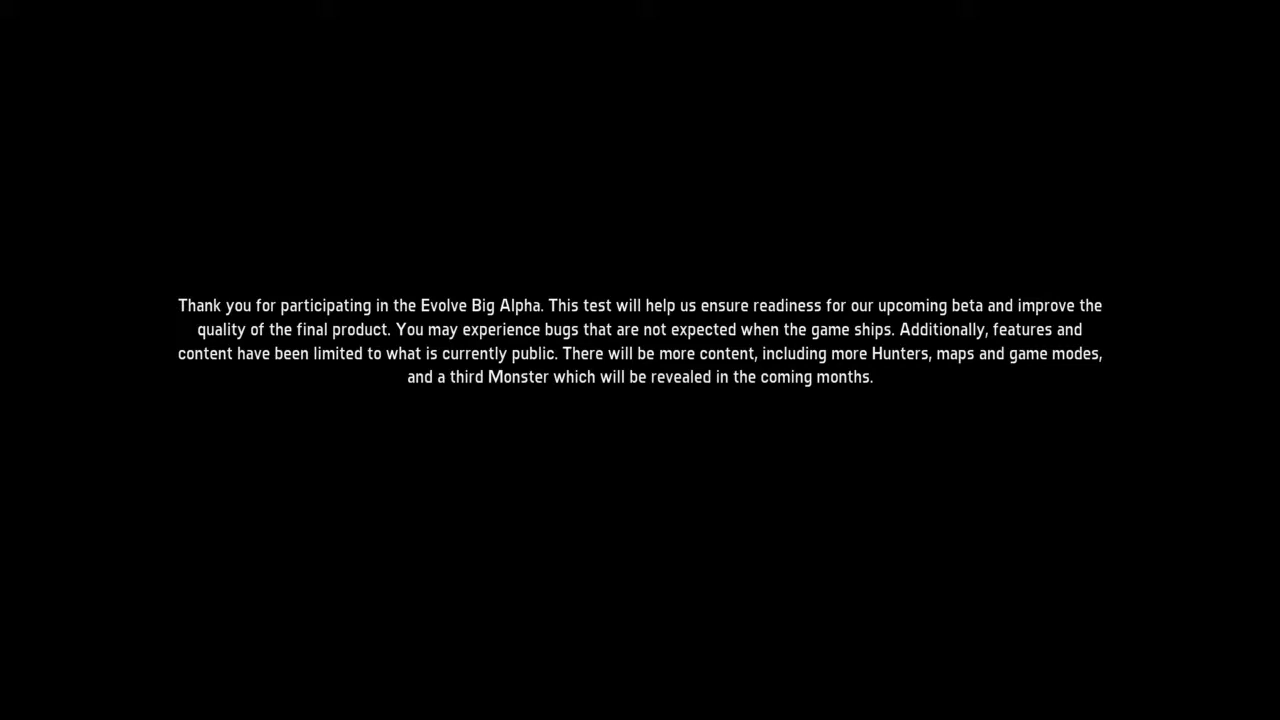 Thank you for participating in the Evolve Big Alpha. This test will help us ensure readiness for our upcoming beta and improve the
quality of the final product. You may experience bugs that are not expected when the game ships. Additionally, features and
content have been limited to what is currently public. There will be more content, including more Hunters, maps and game modes,
and a third Monster which will be revealed in the coming months.